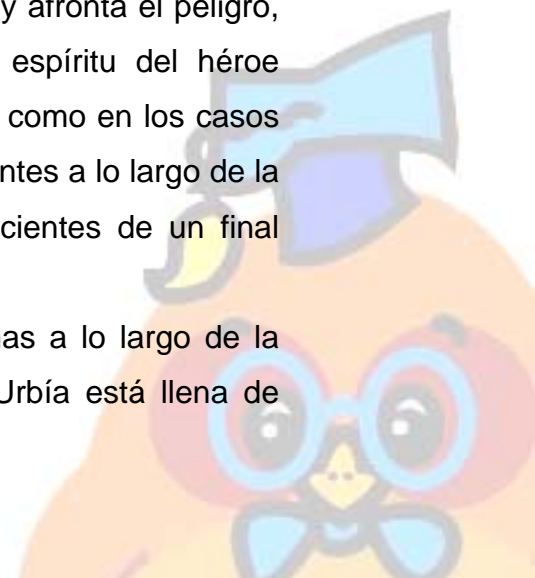 y afronta el peligro,
espíritu del héroe
como en los casos
ntes a lo largo de la
cientes de un final
as a lo largo de la
Urbía está llena de